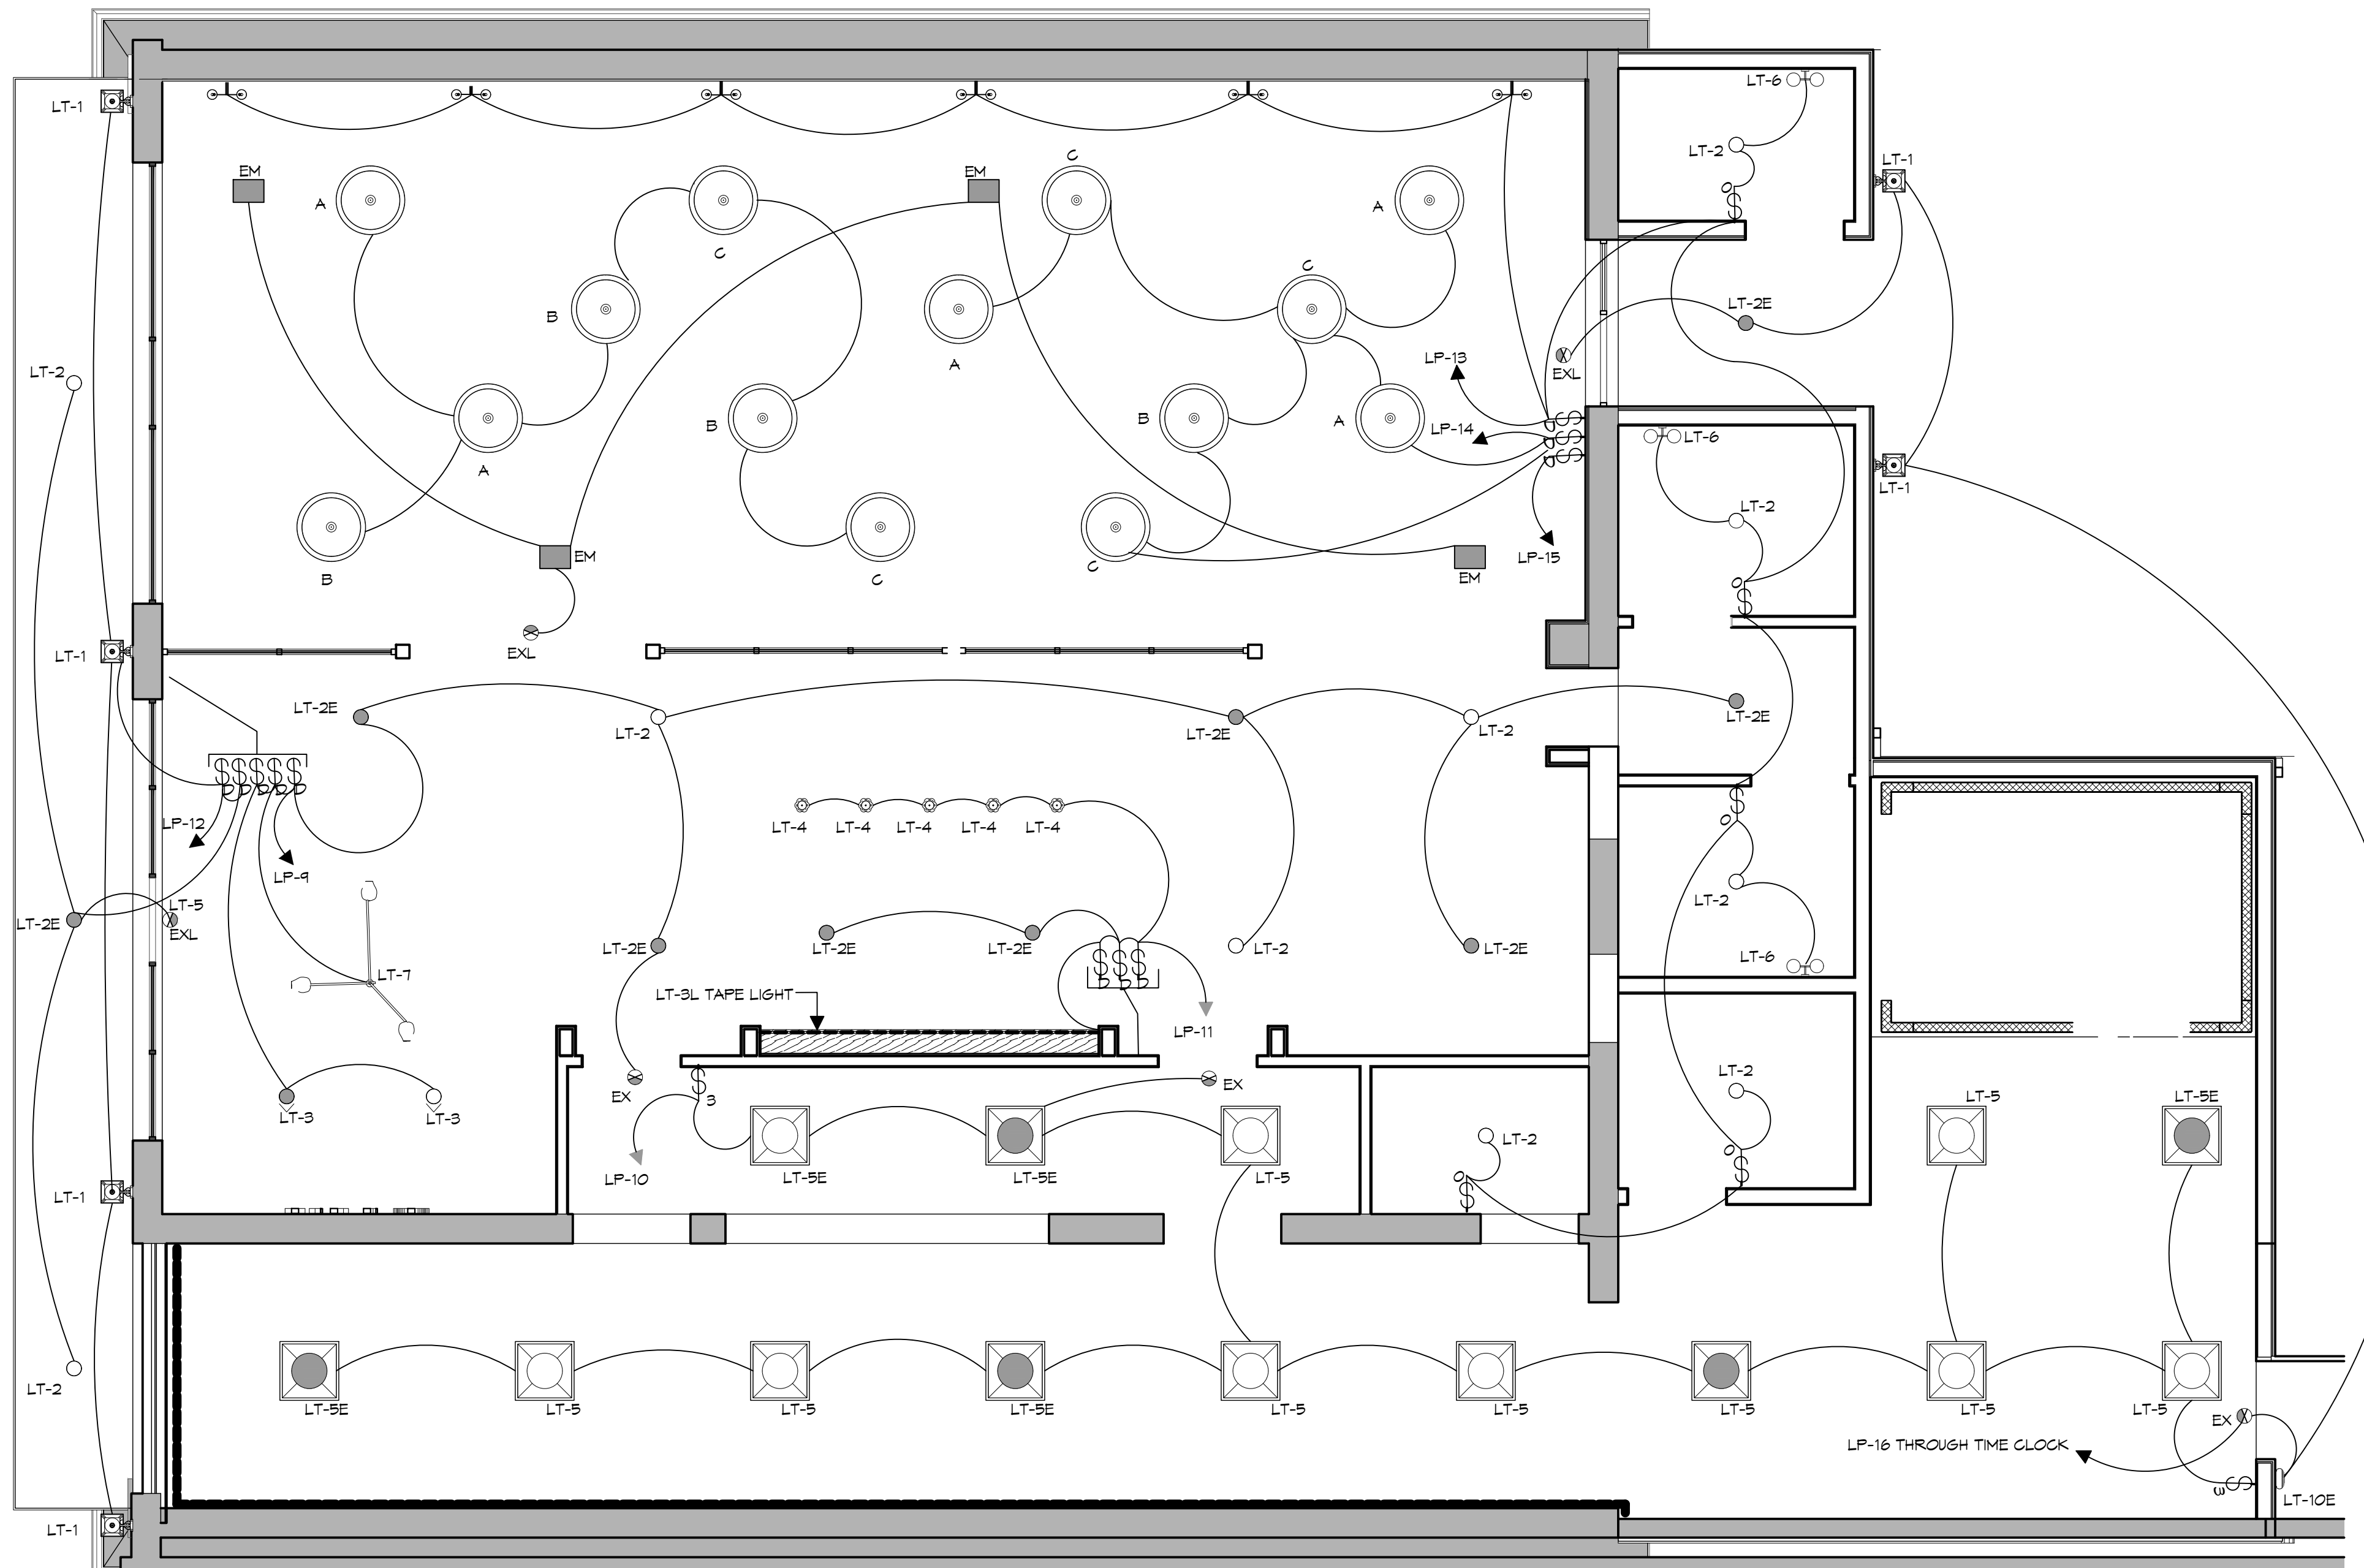 LT-6
LT-1
LT-2
LT-1
C
EM
EM
A
A
C
LT-2E
C
B
LP-13
A
EXL
LT-2
B
B
A
LP-14
LT-6
A
LT-1
LT-2
LP-15
EM
C
B
C
EM
EXL
LT-1
LT-2E
LT-2
LT-2E
LT-2
LT-2E
LP-12
LT-4
LT-4
LT-4
LT-4
LT-4
LP-9
LT-2
LT-5
LT-2E
EXL
LT-2E
LT-2E
LT-2E
LT-2
LT-2E
LT-6
LT-7
LT-3L TAPE LIGHT
LP-11
LT-2
EX
EX
3
LT-5
LT-5E
LT-3
LT-3
LT-2
LP-10
LT-5E
LT-5E
LT-5
LT-1
LT-2
LT-5E
LT-5
LT-5
LT-5E
LT-5
LT-5
LT-5
LT-5
LT-5
EX
LP-16 THROUGH TIME CLOCK
3
LT-10E
LT-1